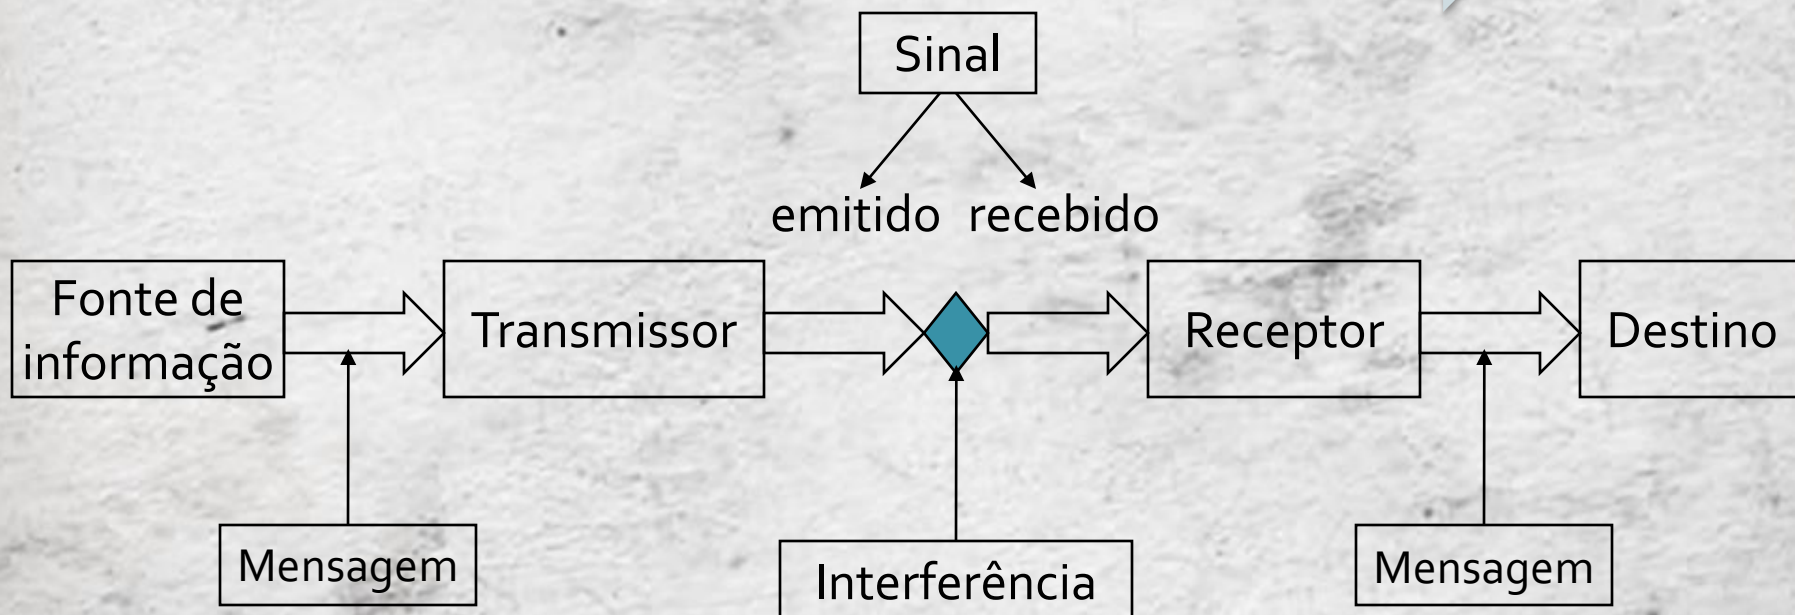 Sinal
emitido recebido
Fonte de
informação
Transmissor
Receptor
Destino
Mensagem
Interferência
Mensagem